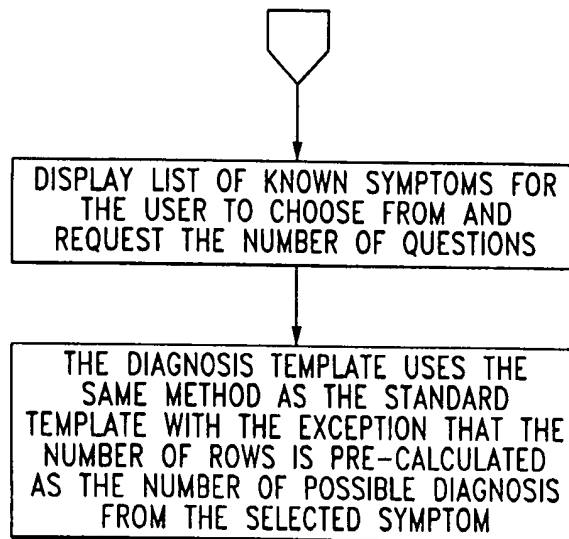 DISPLAY LIST OF KNOWN SYMPTOMS FOR
THE USER TO CHOOSE FROM AND
REQUEST THE NUMBER OF QUESTIONS
THE DIAGNOSIS TEMPLATE USES THE
SAME METHOD AS THE STANDARD
TEMPLATE WITH THE EXCEPTION THAT THE
NUMBER OF ROWS IS PRE-CALCULATED
AS THE NUMBER OF POSSIBLE DIAGNOSIS
FROM THE SELECTED SYMPTOM